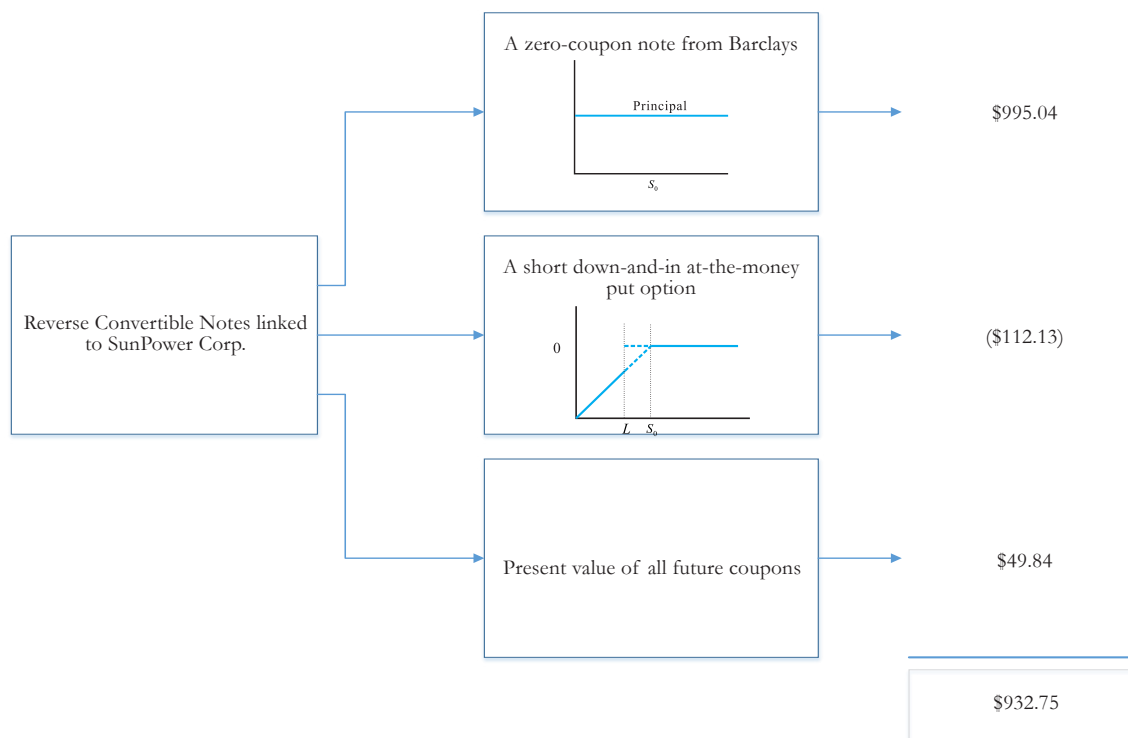 A zero-coupon note from Barclays
Principal
S₀
$995.04
Reverse Convertible Notes linked
to SunPower Corp.
A short down-and-in at-the-money
put option
0
L S₀
($112.13)
Present value of all future coupons
$49.84
$932.75